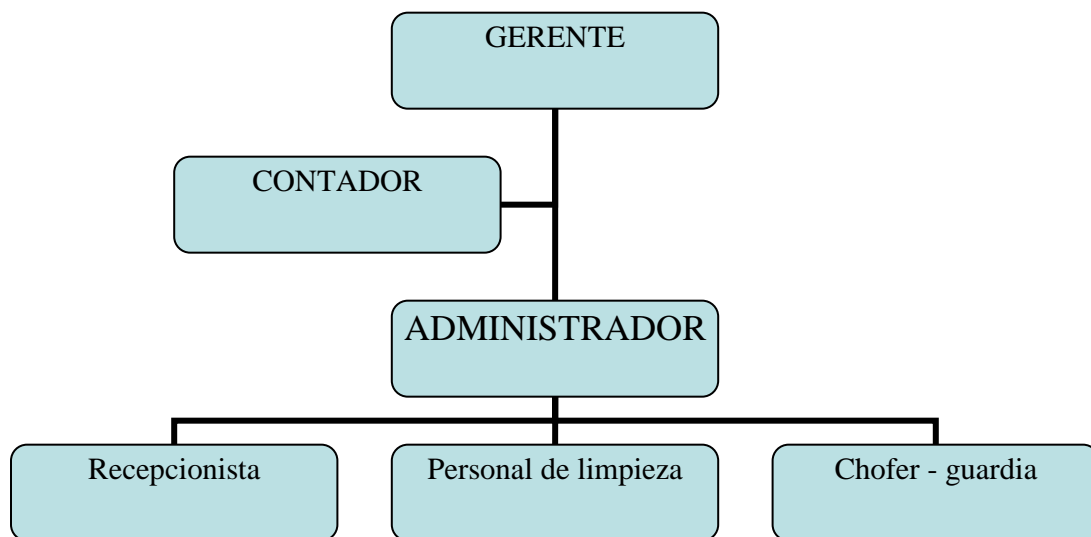 GERENTE
CONTADOR
ADMINISTRADOR
Recepcionista
Personal de limpieza
Chofer - guardia